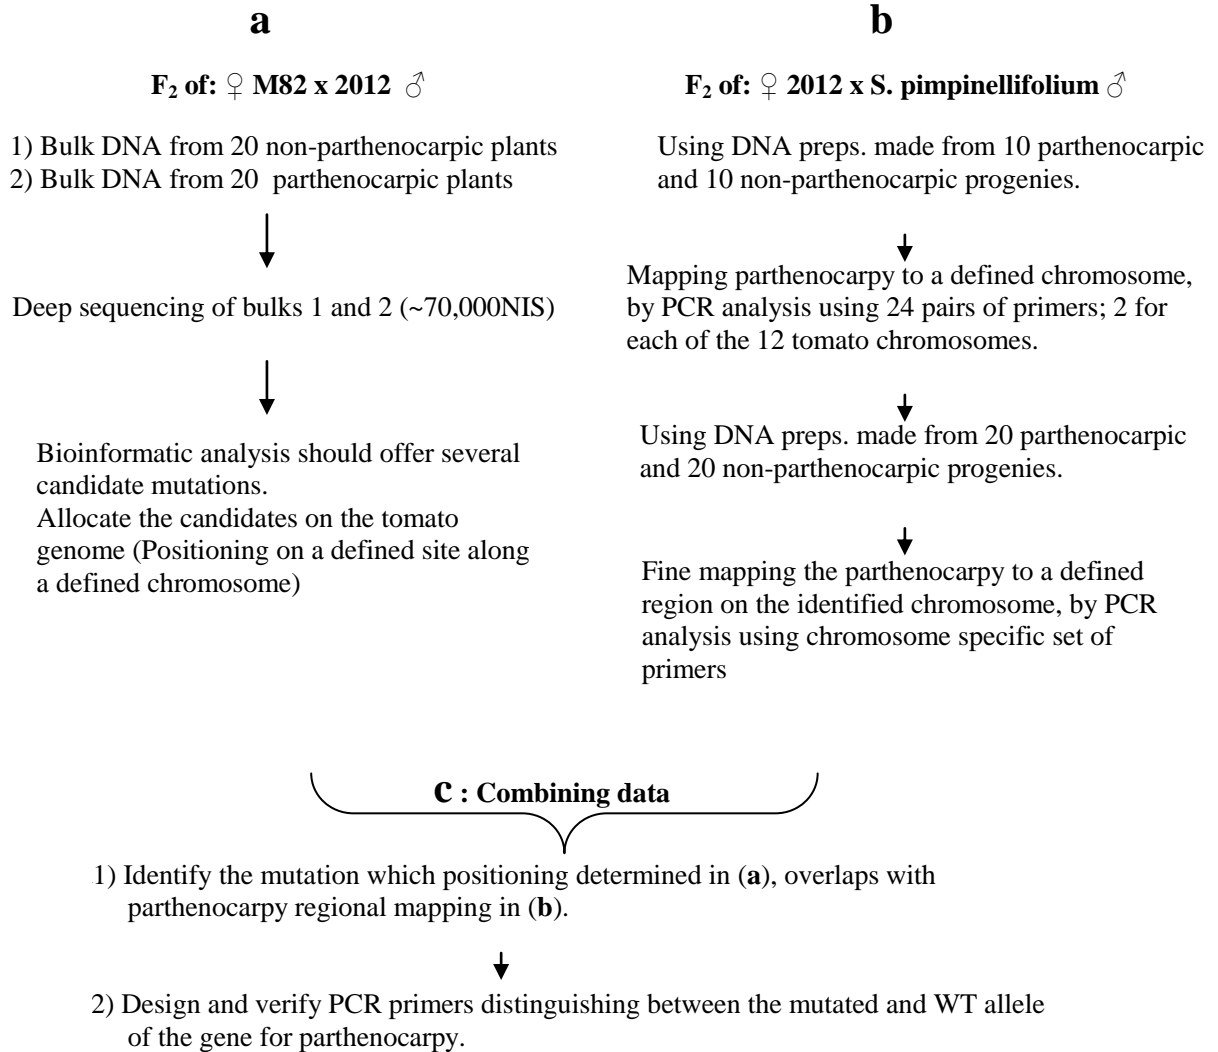 a
F2 of: ♀ M82 x 2012 ♂
1) Bulk DNA from 20 non-parthenocarpic plants
2) Bulk DNA from 20 parthenocarpic plants
Deep sequencing of bulks 1 and 2 (~70,000NIS)
Bioinformatic analysis should offer several
candidate mutations.
Allocate the candidates on the tomato
genome (Positioning on a defined site along
a defined chromosome)
b
F2 of: ♀ 2012 x S. pimpinellifolium ♂
Using DNA preps. made from 10 parthenocarpic
and 10 non-parthenocarpic progenies.
Mapping parthenocarpy to a defined chromosome,
by PCR analysis using 24 pairs of primers; 2 for
each of the 12 tomato chromosomes.
Using DNA preps. made from 20 parthenocarpic
and 20 non-parthenocarpic progenies.
Fine mapping the parthenocarpy to a defined
region on the identified chromosome, by PCR
analysis using chromosome specific set of
primers
c : Combining data
1) Identify the mutation which positioning determined in (a), overlaps with
parthenocarpy regional mapping in (b).
2) Design and verify PCR primers distinguishing between the mutated and WT allele
of the gene for parthenocarpy.